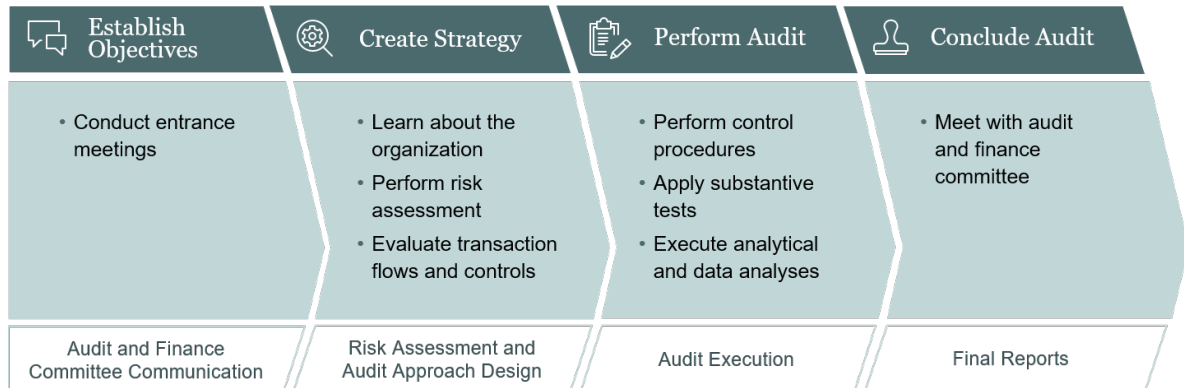 Establish
Objectives
Create Strategy
Perform Audit
Conclude Audit
• Conduct entrance
meetings
• Learn about the
organization
• Perform risk
assessment
• Evaluate transaction
flows and controls
• Perform control
procedures
• Apply substantive
tests
• Execute analytical
and data analyses
• Meet with audit
and finance
committee
Audit and Finance
Committee Communication
Risk Assessment and
Audit Approach Design
Audit Execution
Final Reports